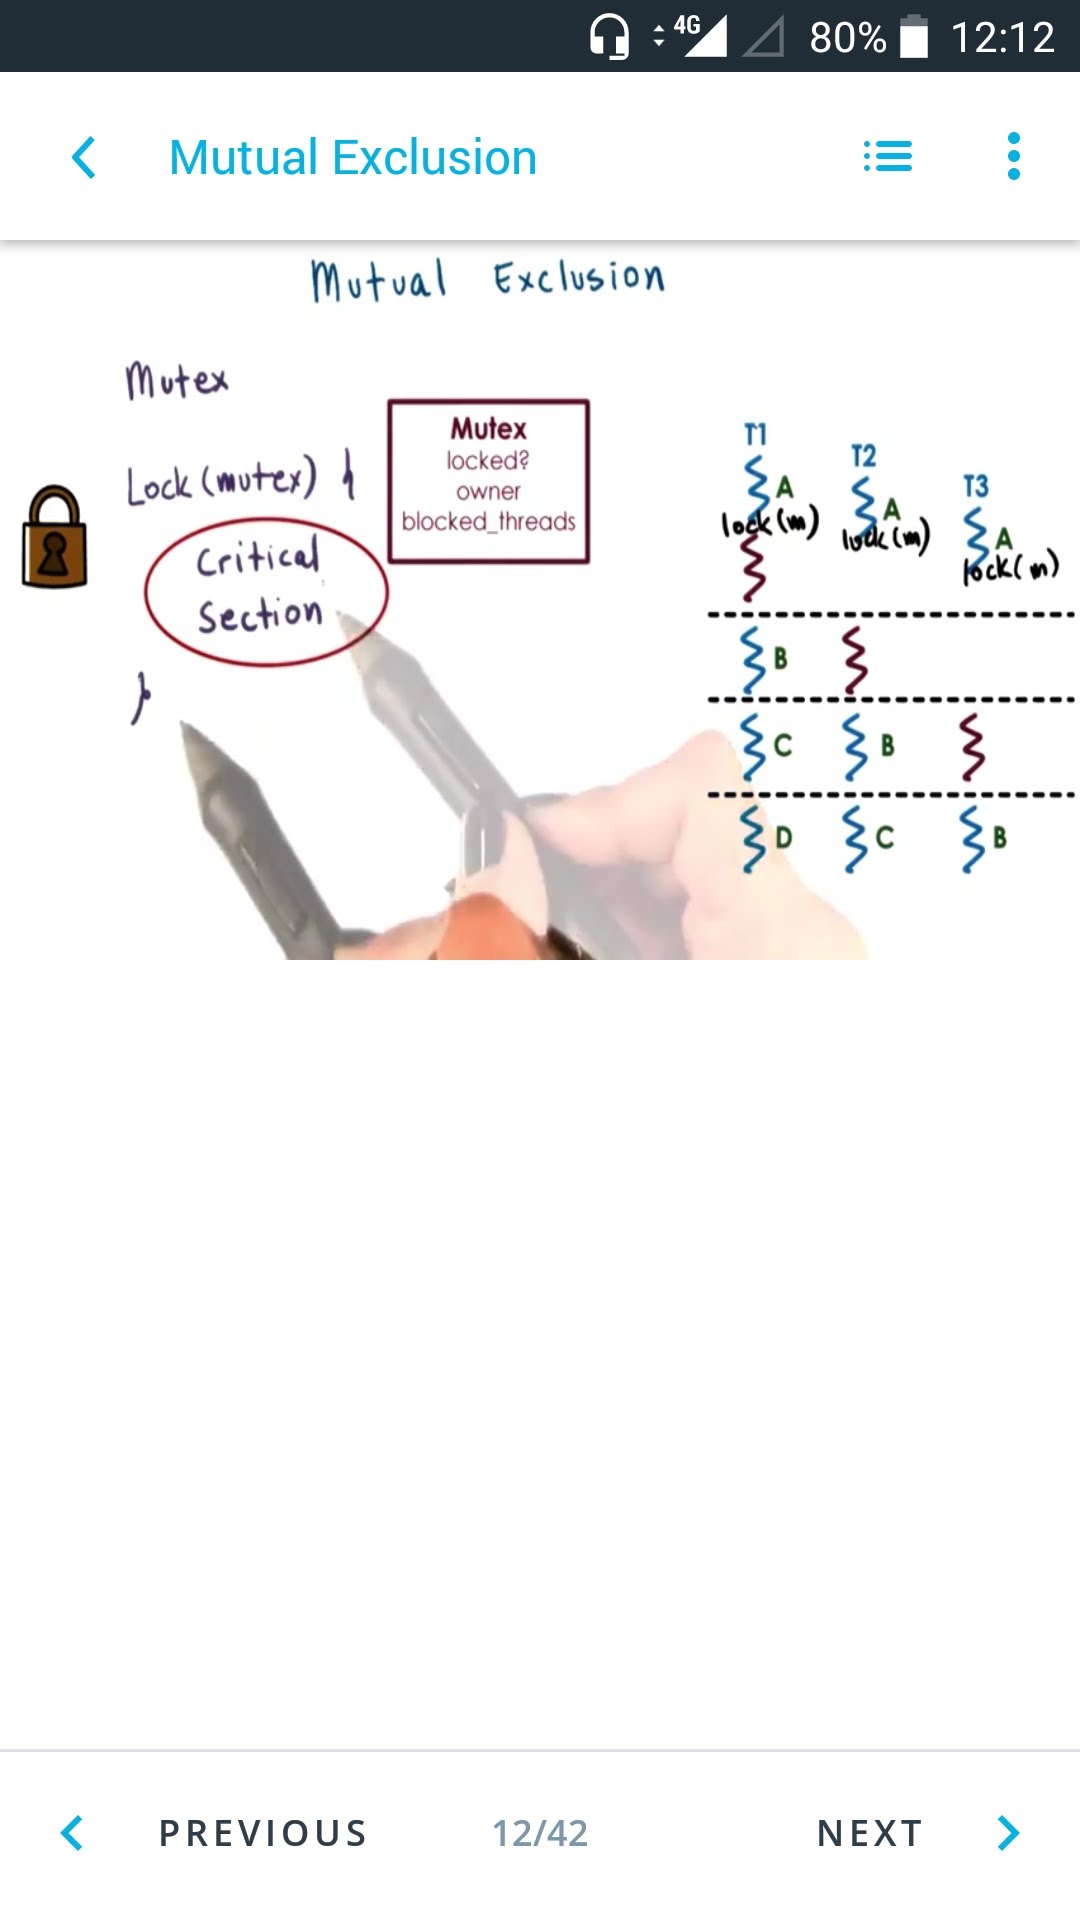 4G 80% 12:12
Mutual Exclusion
Mutual Exclusion
Mutex
Lock (mutex) {
Critical
Section
}
Mutex
locked?
owner
blocked_threads
T1
A
lock(m)
T2
A
lock(m)
T3
A
lock(m)
B
C B
D C B
PREVIOUS 12/42 NEXT